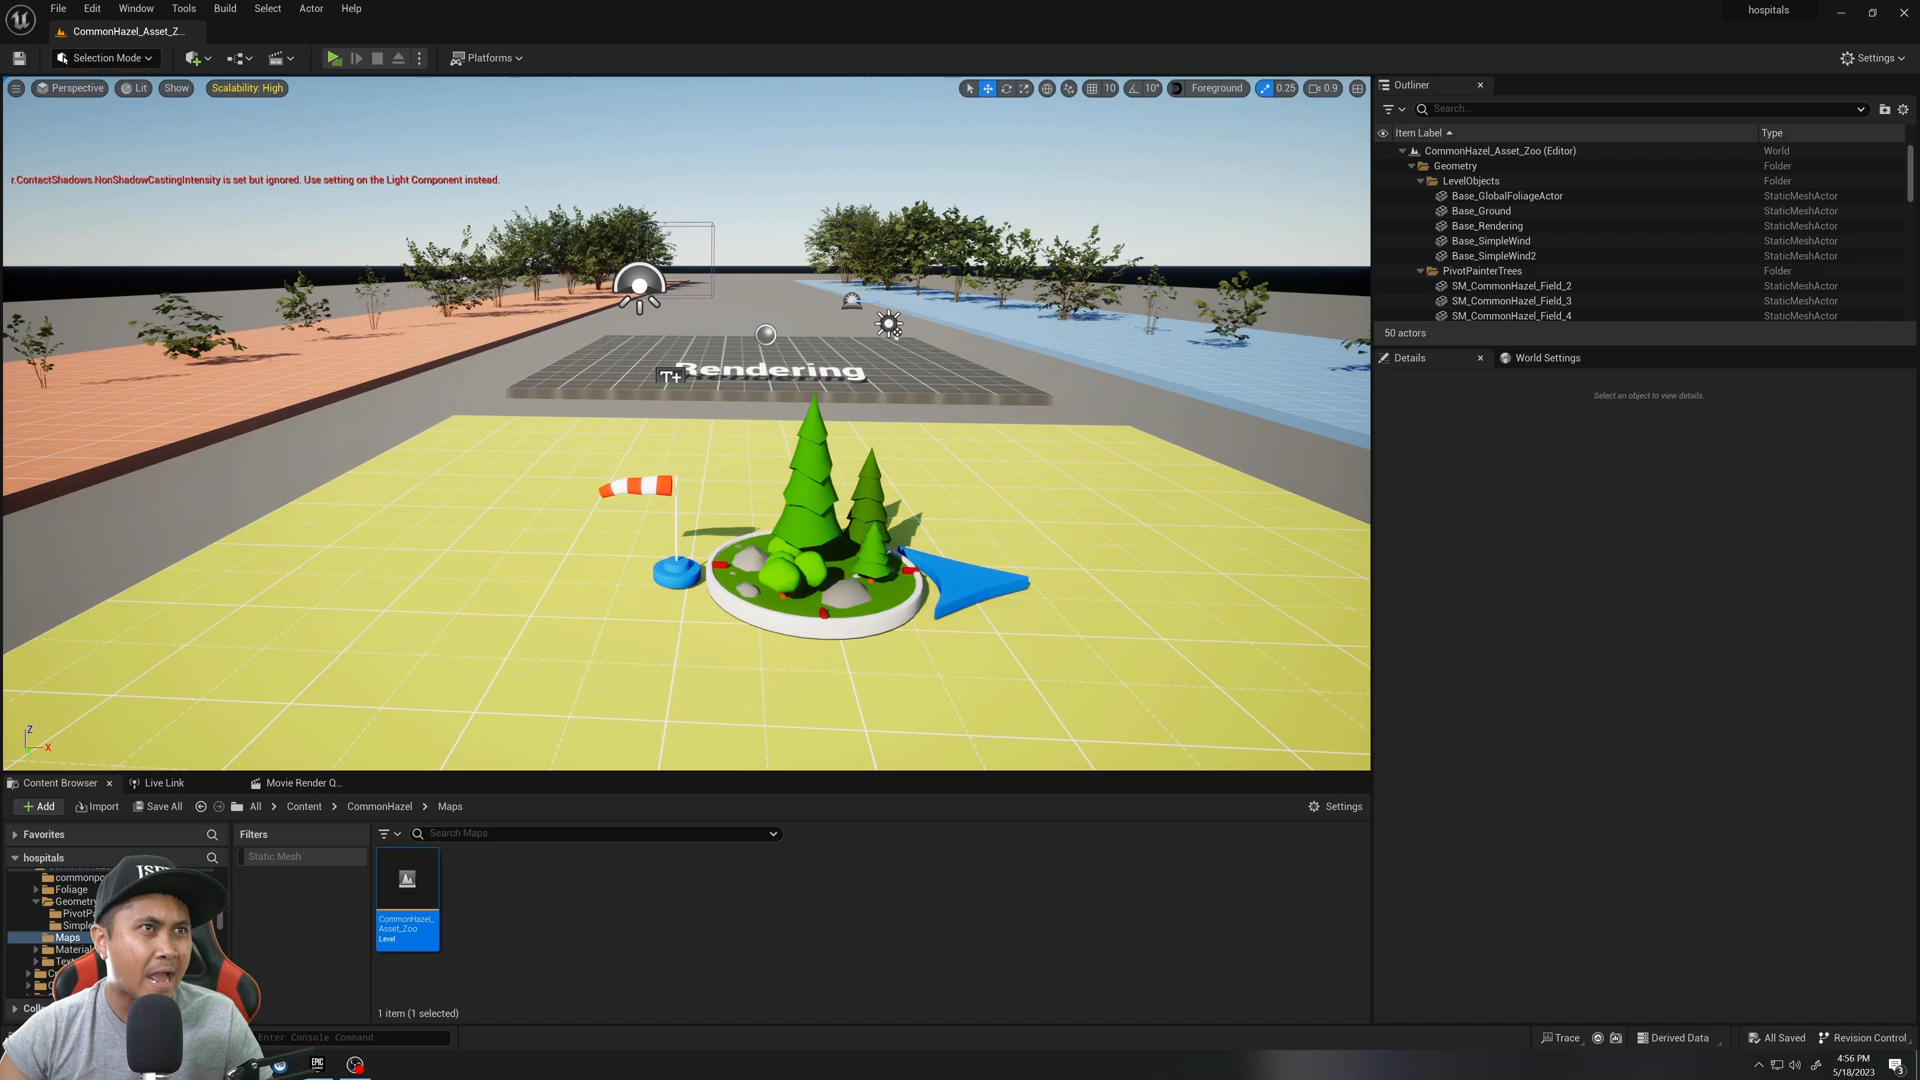 File Edit Window Tools Build Select Actor Help
hospitals
CommonHazel_Asset_Z...
Selection Mode
Platforms
Settings
Perspective Lit Show Scalability: High
10 10° Foreground 0.25 0.9
r.ContactShadows.NonShadowCastingIntensity is set but ignored. Use setting on the Light Component instead.
T+
Rendering
Z
X
Outliner
Search...
Item Label Type
CommonHazel_Asset_Zoo (Editor) World
Geometry Folder
LevelObjects Folder
Base_GlobalFoliageActor StaticMeshActor
Base_Ground StaticMeshActor
Base_Rendering StaticMeshActor
Base_SimpleWind StaticMeshActor
Base_SimpleWind2 StaticMeshActor
PivotPainterTrees Folder
SM_CommonHazel_Field_2 StaticMeshActor
SM_CommonHazel_Field_3 StaticMeshActor
SM_CommonHazel_Field_4 StaticMeshActor
50 actors
Details World Settings
Select an object to view details.
Content Browser Live Link Movie Render Q...
Add Import Save All All Content CommonHazel Maps Settings
Favorites
hospitals
commonpo
Foliage
Geometry
PivotPa
Simple
Maps
Material
Filters
Static Mesh
Search Maps
CommonHazel_
Asset_Zoo
Level
1 item (1 selected)
Enter Console Command
EPIC
Trace Derived Data All Saved Revision Control
4:56 PM
5/18/2023
3